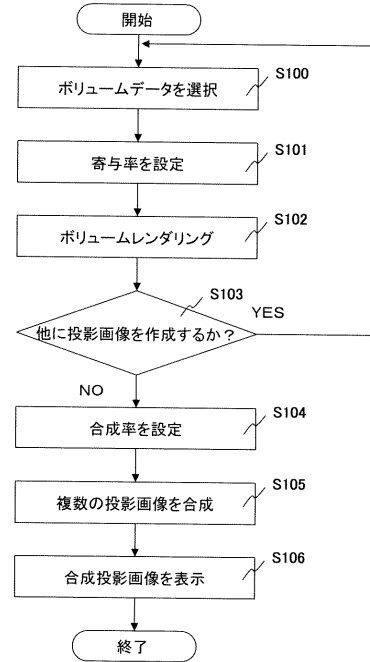 開始
ボリュームデータを選択
S100
寄与率を設定
S101
ボリュームレンダリング
S102
S103
他に投影画像を作成するか？
YES
NO
合成率を設定
S104
複数の投影画像を合成
S105
合成投影画像を表示
S106
終了